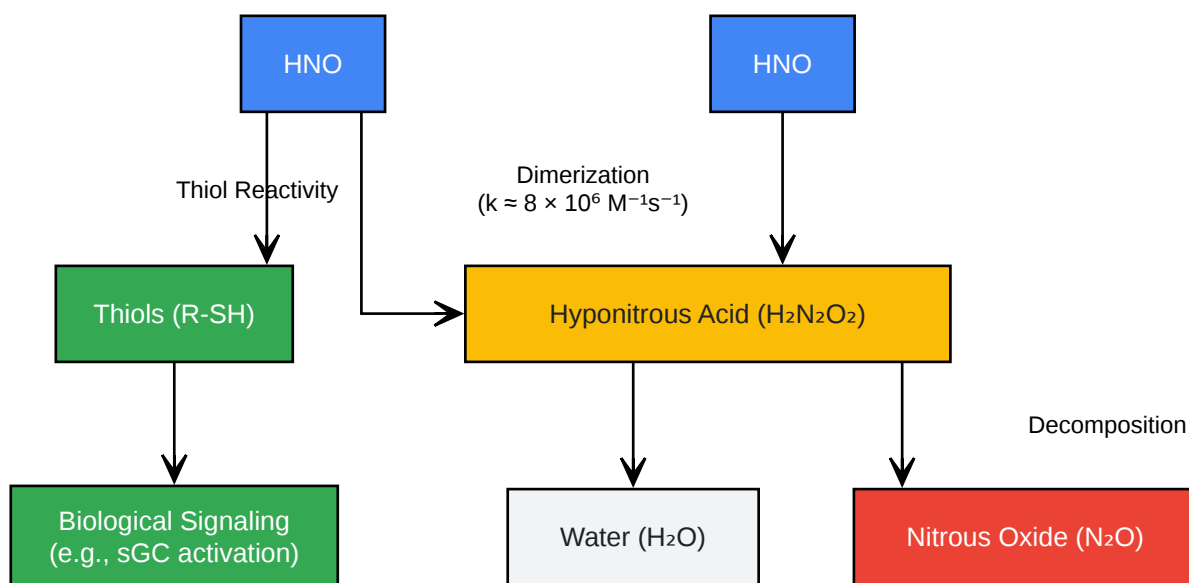 HNO
HNO
Thiol Reactivity
Dimerization
(k ≈ 8 × 10⁶ M⁻¹s⁻¹)
Thiols (R-SH)
Hyponitrous Acid (H₂N₂O₂)
Decomposition
Biological Signaling
(e.g., sGC activation)
Water (H₂O)
Nitrous Oxide (N₂O)